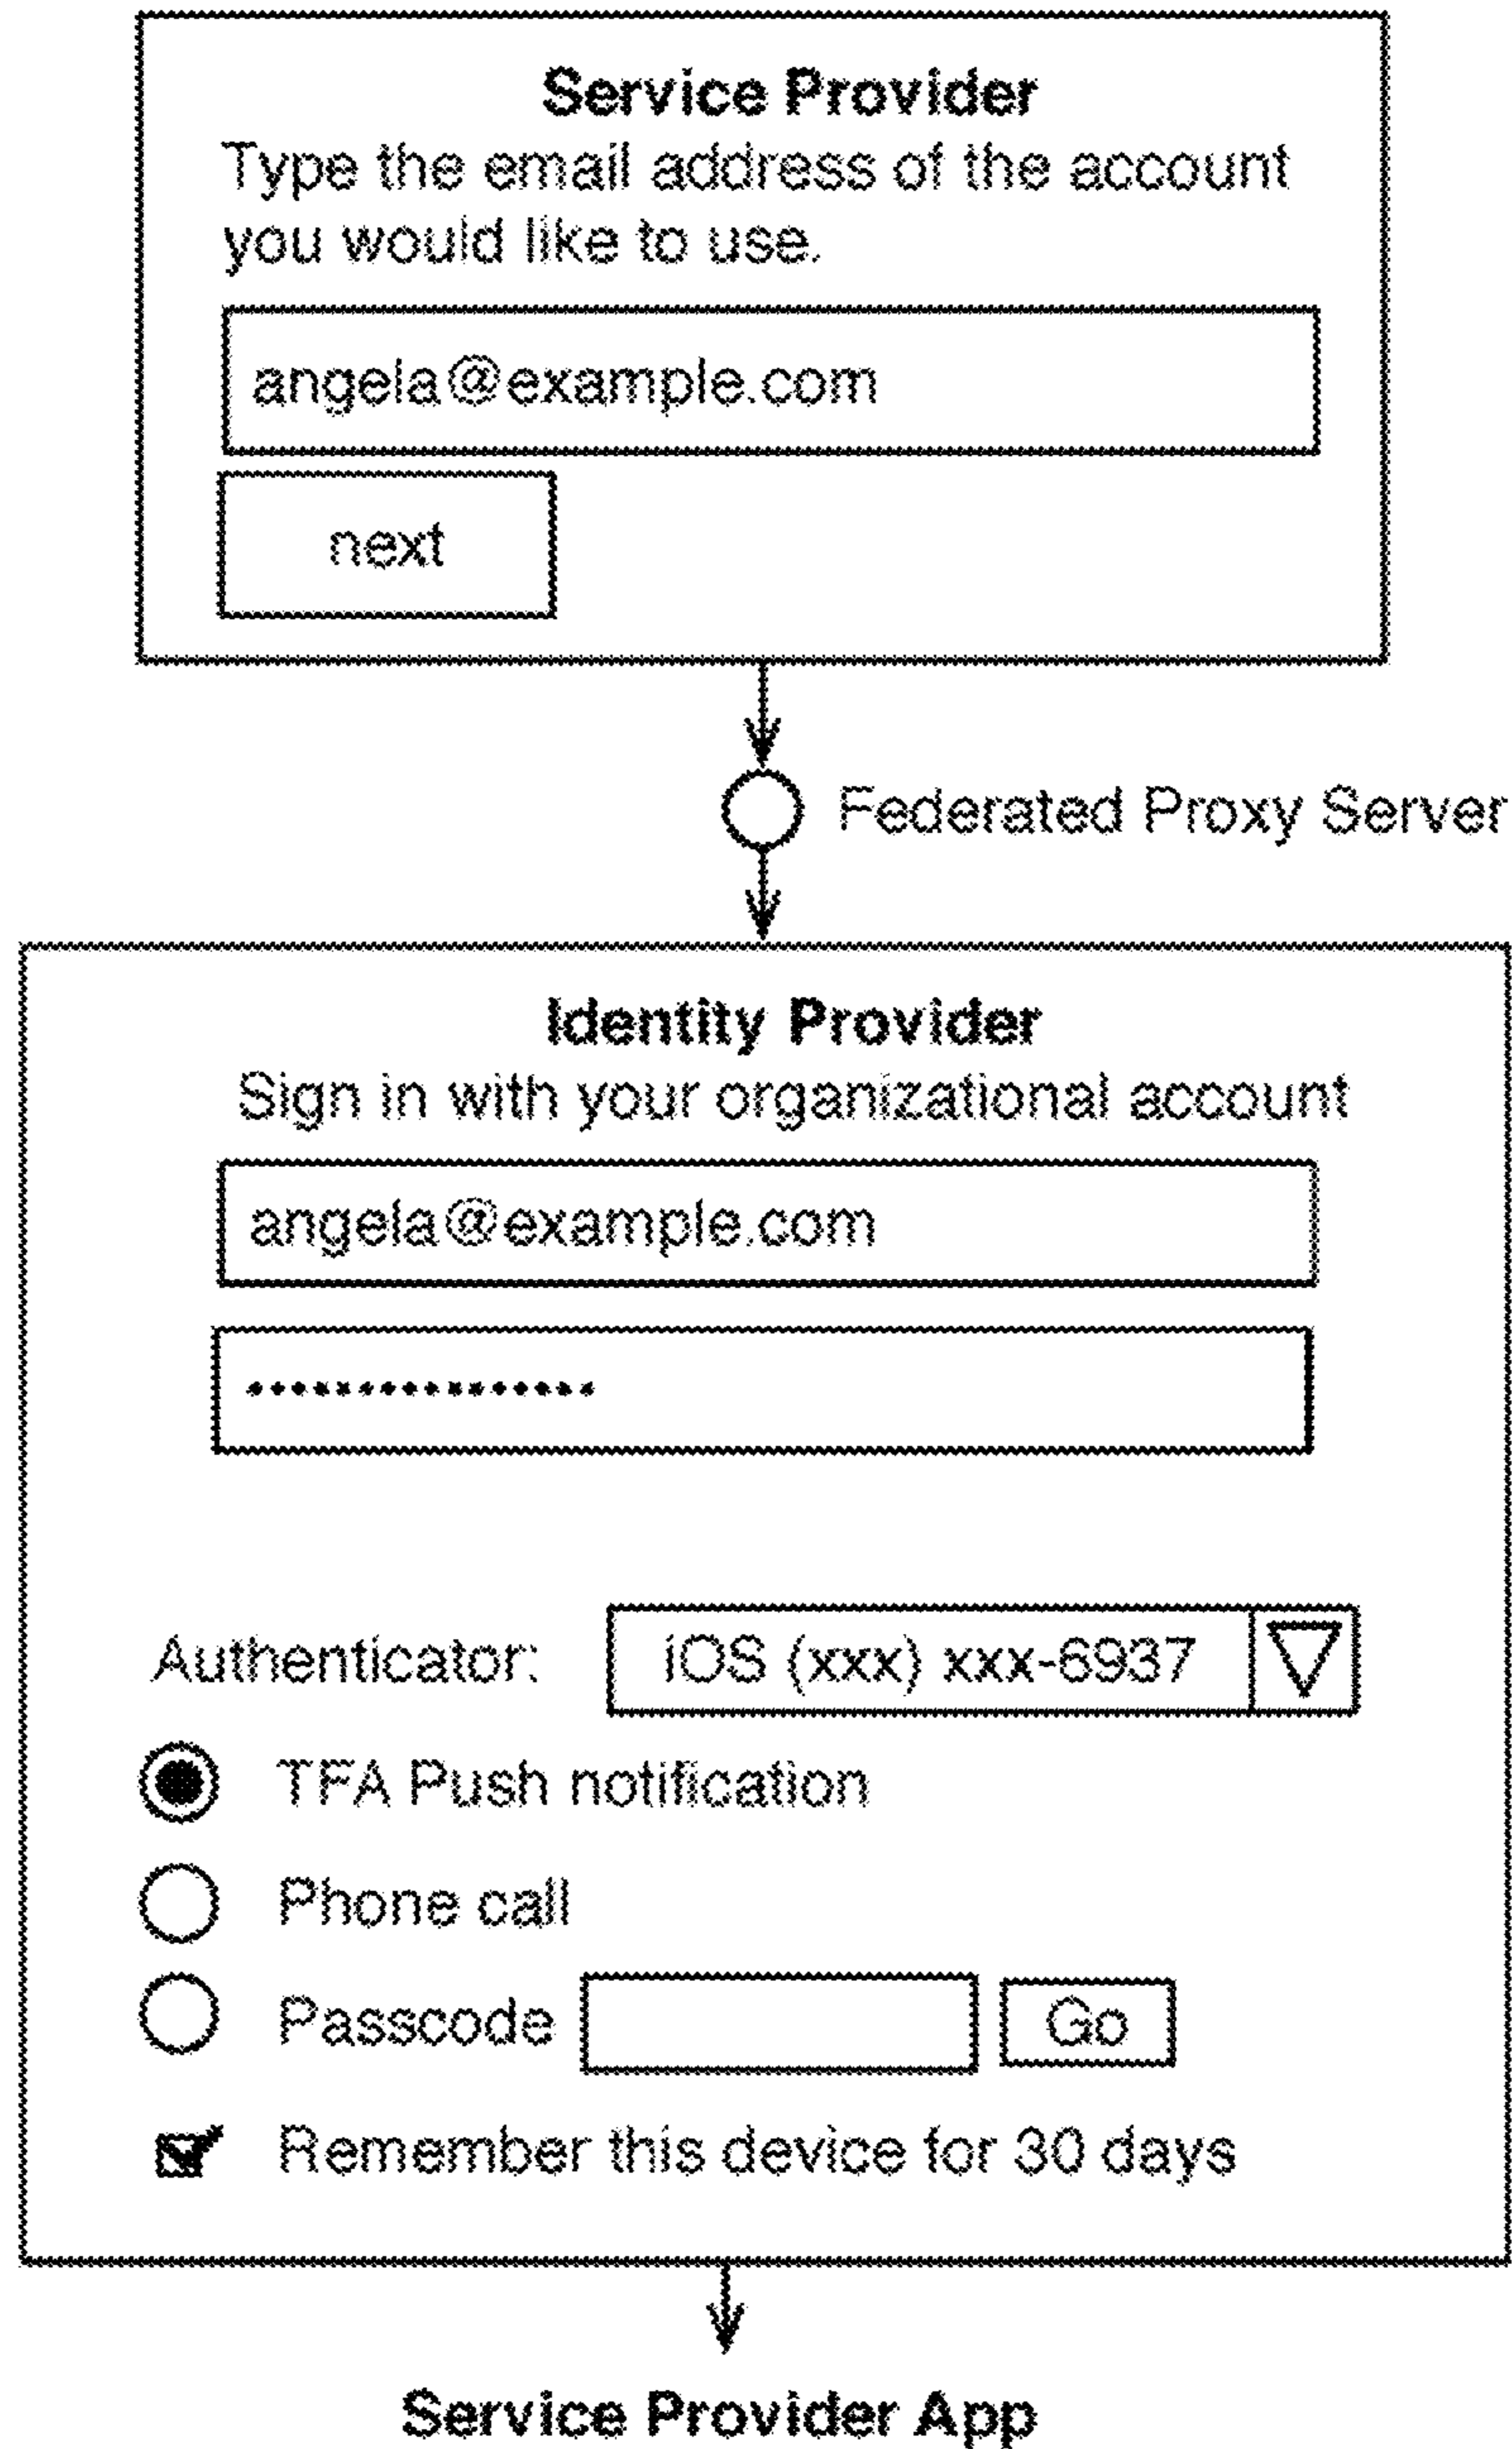 Service Provider
Type the email address of the account
you would like to use.
angela@example.com
next
Federated Proxy Server
Identity Provider
Sign in with your organizational account
angela@example.com
••••••••••••••••
Authenticator: iOS (xxx) xxx-6937
TFA Push notification
Phone call
Passcode Go
Remember this device for 30 days
Service Provider App